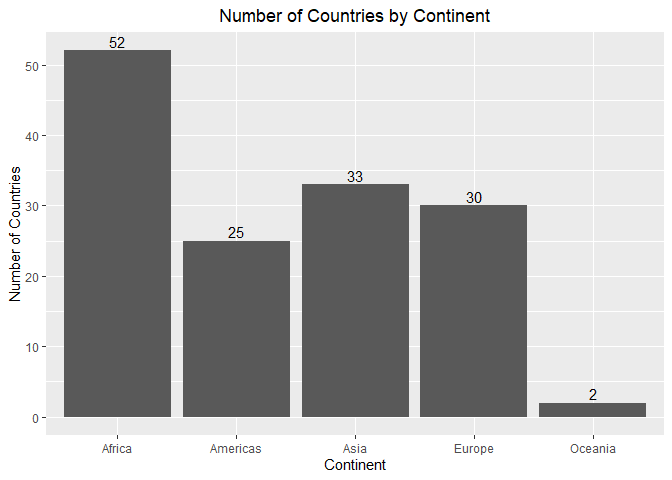 Number of Countries by Continent
Number of Countries
50
40
30
20
10
0
52
25
33
30
2
Africa Americas Asia Europe Oceania
Continent